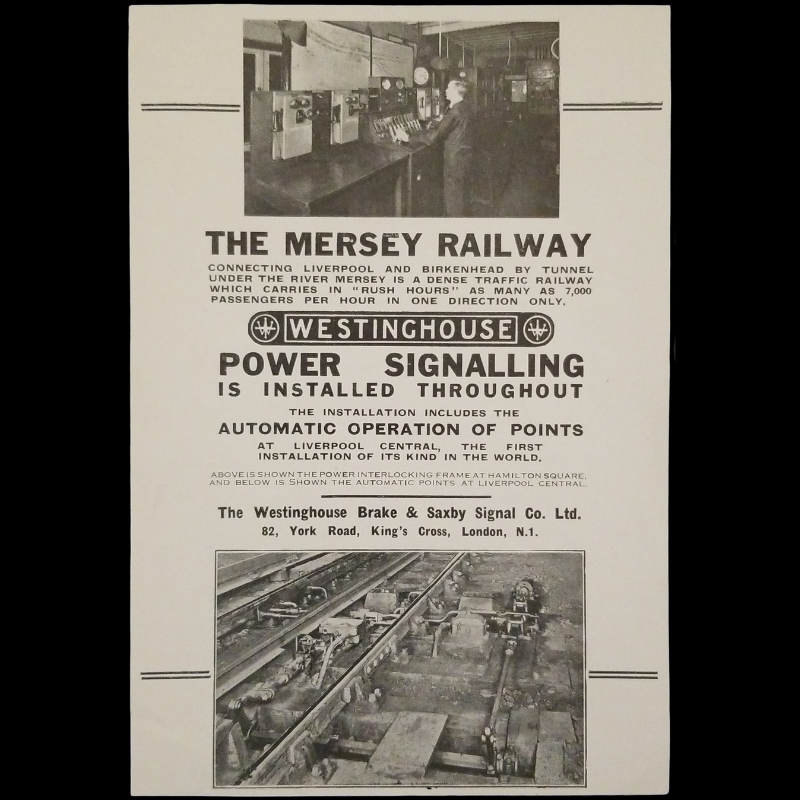 THE MERSEY RAILWAY
CONNECTING LIVERPOOL AND BIRKENHEAD BY TUNNEL
UNDER THE RIVER MERSEY IS A DENSE TRAFFIC RAILWAY
WHICH CARRIES IN "RUSH HOURS" AS MANY AS 7,000
PASSENGERS PER HOUR IN ONE DIRECTION ONLY.
W WESTINGHOUSE W
POWER SIGNALLING
IS INSTALLED THROUGHOUT
THE INSTALLATION INCLUDES THE
AUTOMATIC OPERATION OF POINTS
AT LIVERPOOL CENTRAL, THE FIRST
INSTALLATION OF ITS KIND IN THE WORLD.
ABOVE IS SHOWN THE POWER INTERLOCKING FRAME AT HAMILTON SQUARE,
AND BELOW IS SHOWN THE AUTOMATIC POINTS AT LIVERPOOL CENTRAL.
The Westinghouse Brake & Saxby Signal Co. Ltd.
82, York Road, King's Cross, London, N.1.